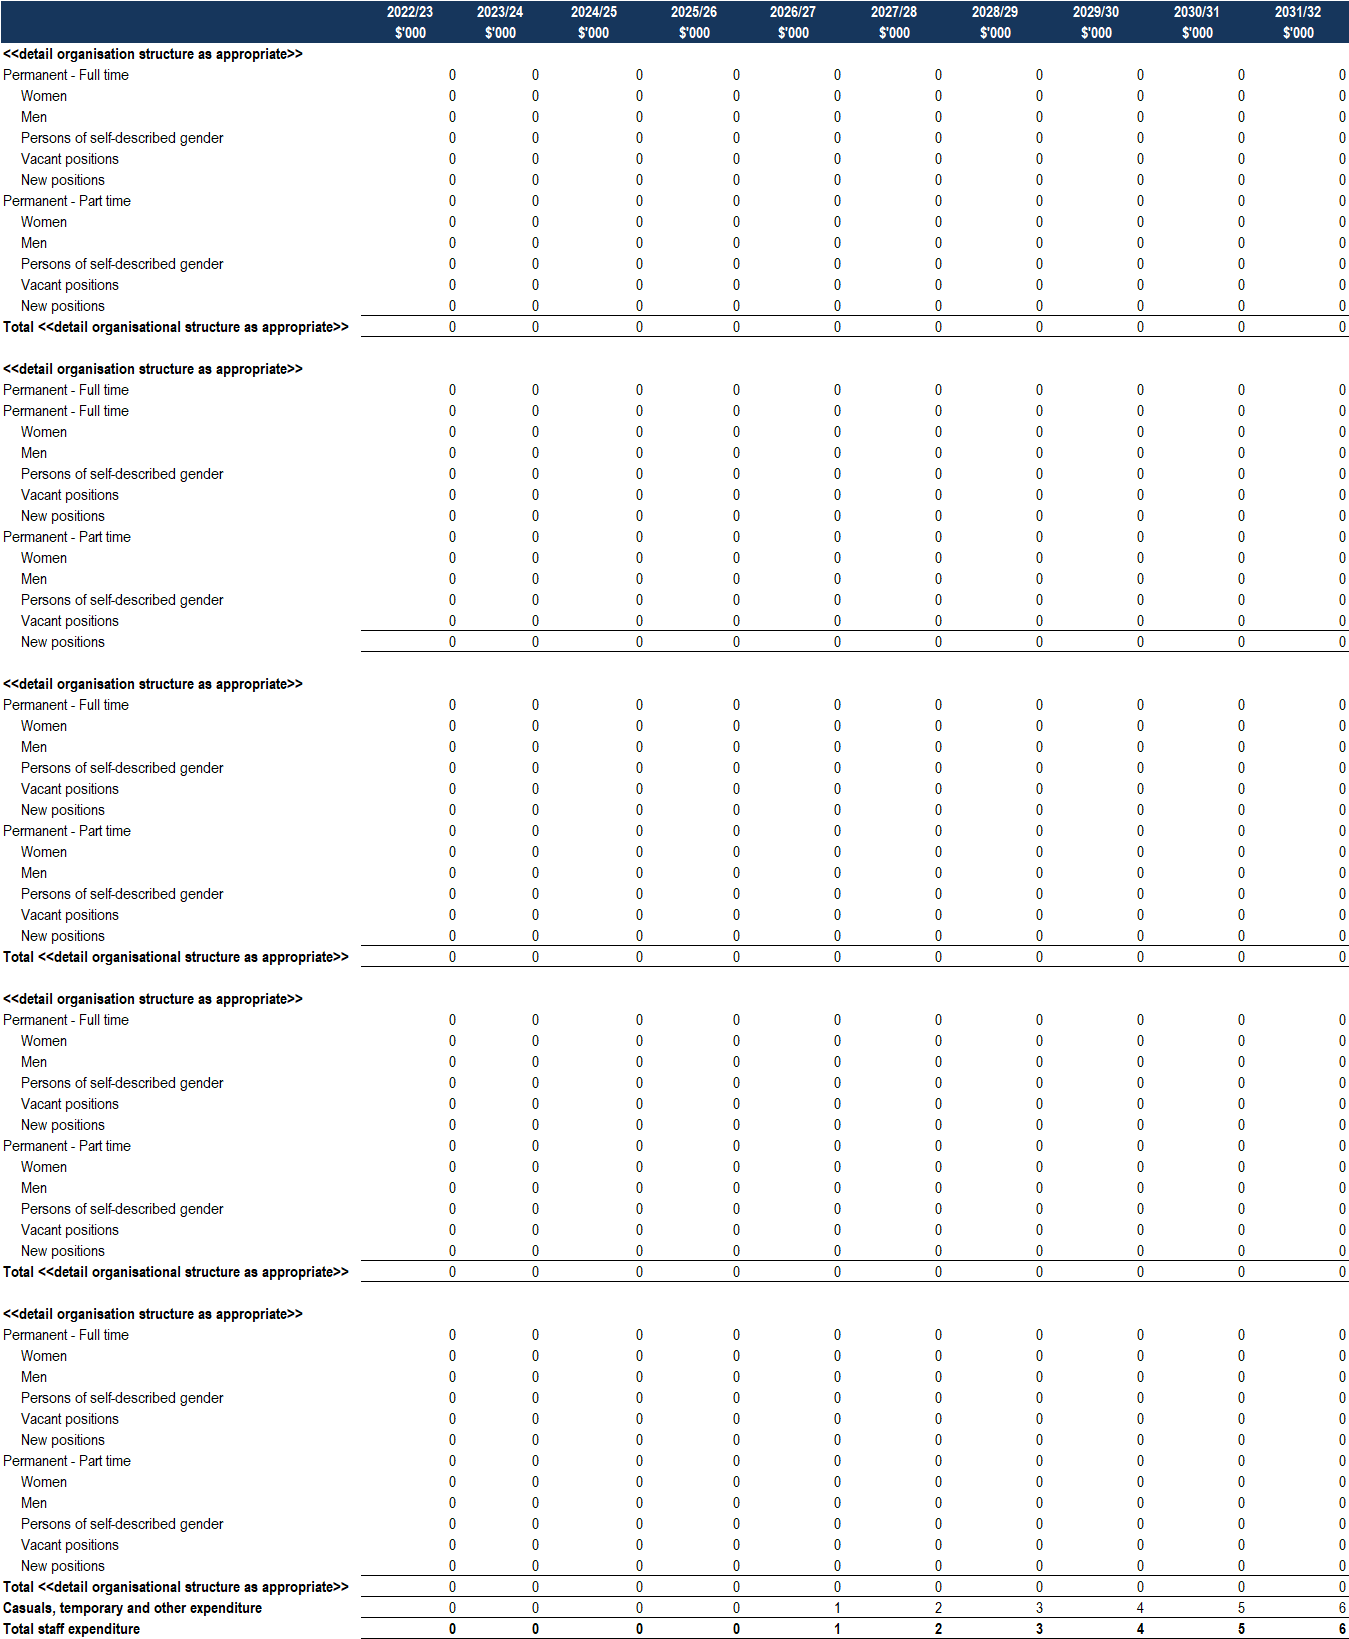 2022/23 2023/24 2024/25 2025/26 2026/27 2027/28 2028/29 2029/30 2030/31 2031/32
$'000 $'000 $'000 $'000 $'000 $'000 $'000 $'000 $'000 $'000
<<detail organisation structure as appropriate>>
Permanent - Full time 0 0 0 0 0 0 0 0 0 0
Women 0 0 0 0 0 0 0 0 0 0
Men 0 0 0 0 0 0 0 0 0 0
Persons of self-described gender 0 0 0 0 0 0 0 0 0 0
Vacant positions 0 0 0 0 0 0 0 0 0 0
New positions 0 0 0 0 0 0 0 0 0 0
Permanent - Part time 0 0 0 0 0 0 0 0 0 0
Women 0 0 0 0 0 0 0 0 0 0
Men 0 0 0 0 0 0 0 0 0 0
Persons of self-described gender 0 0 0 0 0 0 0 0 0 0
Vacant positions 0 0 0 0 0 0 0 0 0 0
New positions 0 0 0 0 0 0 0 0 0 0
Total <<detail organisational structure as appropriate>> 0 0 0 0 0 0 0 0 0 0
<<detail organisation structure as appropriate>>
Permanent - Full time 0 0 0 0 0 0 0 0 0 0
Permanent - Full time 0 0 0 0 0 0 0 0 0 0
Women 0 0 0 0 0 0 0 0 0 0
Men 0 0 0 0 0 0 0 0 0 0
Persons of self-described gender 0 0 0 0 0 0 0 0 0 0
Vacant positions 0 0 0 0 0 0 0 0 0 0
New positions 0 0 0 0 0 0 0 0 0 0
Permanent - Part time 0 0 0 0 0 0 0 0 0 0
Women 0 0 0 0 0 0 0 0 0 0
Men 0 0 0 0 0 0 0 0 0 0
Persons of self-described gender 0 0 0 0 0 0 0 0 0 0
Vacant positions 0 0 0 0 0 0 0 0 0 0
New positions 0 0 0 0 0 0 0 0 0 0
<<detail organisation structure as appropriate>>
Permanent - Full time 0 0 0 0 0 0 0 0 0 0
Women 0 0 0 0 0 0 0 0 0 0
Men 0 0 0 0 0 0 0 0 0 0
Persons of self-described gender 0 0 0 0 0 0 0 0 0 0
Vacant positions 0 0 0 0 0 0 0 0 0 0
New positions 0 0 0 0 0 0 0 0 0 0
Permanent - Part time 0 0 0 0 0 0 0 0 0 0
Women 0 0 0 0 0 0 0 0 0 0
Men 0 0 0 0 0 0 0 0 0 0
Persons of self-described gender 0 0 0 0 0 0 0 0 0 0
Vacant positions 0 0 0 0 0 0 0 0 0 0
New positions 0 0 0 0 0 0 0 0 0 0
Total <<detail organisational structure as appropriate>> 0 0 0 0 0 0 0 0 0 0
<<detail organisation structure as appropriate>>
Permanent - Full time 0 0 0 0 0 0 0 0 0 0
Women 0 0 0 0 0 0 0 0 0 0
Men 0 0 0 0 0 0 0 0 0 0
Persons of self-described gender 0 0 0 0 0 0 0 0 0 0
Vacant positions 0 0 0 0 0 0 0 0 0 0
New positions 0 0 0 0 0 0 0 0 0 0
Permanent - Part time 0 0 0 0 0 0 0 0 0 0
Women 0 0 0 0 0 0 0 0 0 0
Men 0 0 0 0 0 0 0 0 0 0
Persons of self-described gender 0 0 0 0 0 0 0 0 0 0
Vacant positions 0 0 0 0 0 0 0 0 0 0
New positions 0 0 0 0 0 0 0 0 0 0
Total <<detail organisational structure as appropriate>> 0 0 0 0 0 0 0 0 0 0
<<detail organisation structure as appropriate>>
Permanent - Full time 0 0 0 0 0 0 0 0 0 0
Women 0 0 0 0 0 0 0 0 0 0
Men 0 0 0 0 0 0 0 0 0 0
Persons of self-described gender 0 0 0 0 0 0 0 0 0 0
Vacant positions 0 0 0 0 0 0 0 0 0 0
New positions 0 0 0 0 0 0 0 0 0 0
Permanent - Part time 0 0 0 0 0 0 0 0 0 0
Women 0 0 0 0 0 0 0 0 0 0
Men 0 0 0 0 0 0 0 0 0 0
Persons of self-described gender 0 0 0 0 0 0 0 0 0 0
Vacant positions 0 0 0 0 0 0 0 0 0 0
New positions 0 0 0 0 0 0 0 0 0 0
Total <<detail organisational structure as appropriate>> 0 0 0 0 0 0 0 0 0 0
Casuals, temporary and other expenditure 0 0 0 0 1 2 3 4 5 6
Total staff expenditure 0 0 0 0 1 2 3 4 5 6